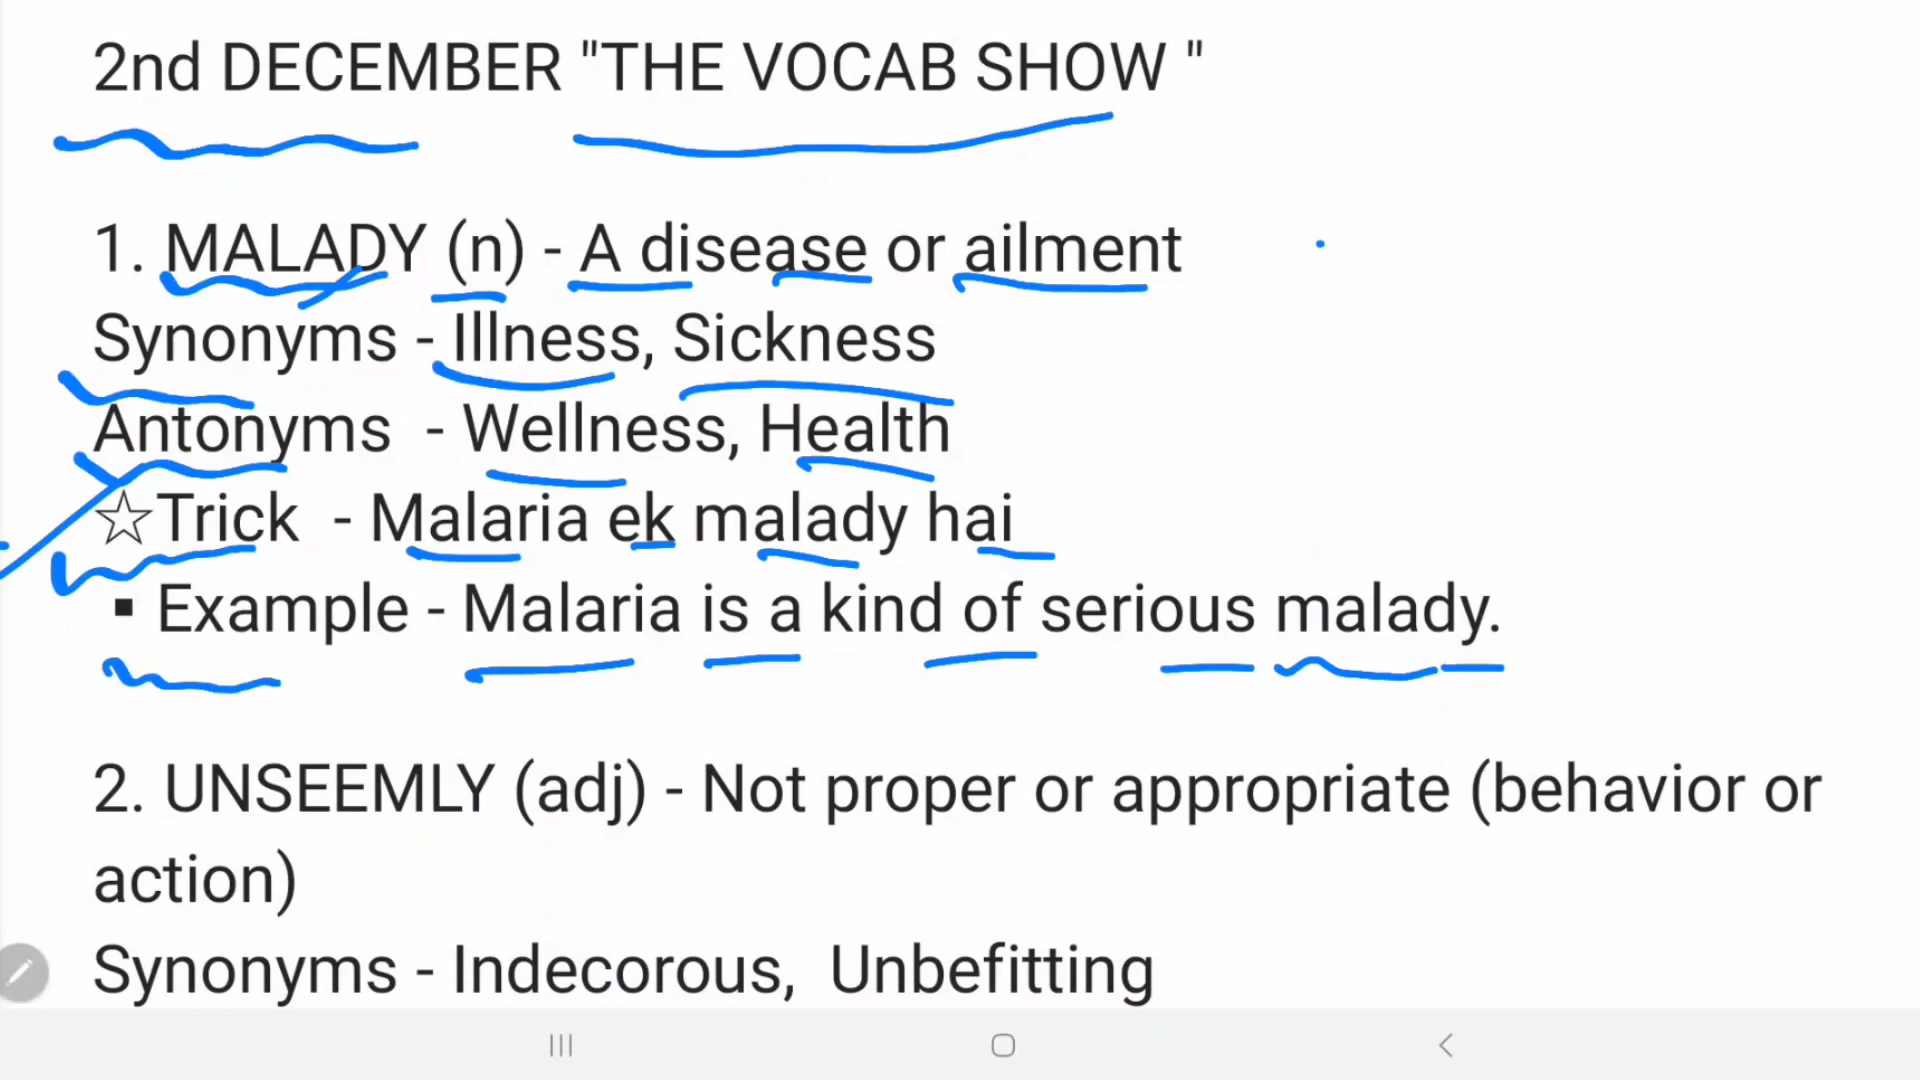 2nd DECEMBER "THE VOCAB SHOW "
1. MALADY (n) - A disease or ailment
Synonyms - Illness, Sickness
Antonyms  - Wellness, Health
☆Trick  - Malaria ek malady hai
▪ Example - Malaria is a kind of serious malady.
2. UNSEEMLY (adj) - Not proper or appropriate (behavior or
action)
Synonyms - Indecorous,  Unbefitting